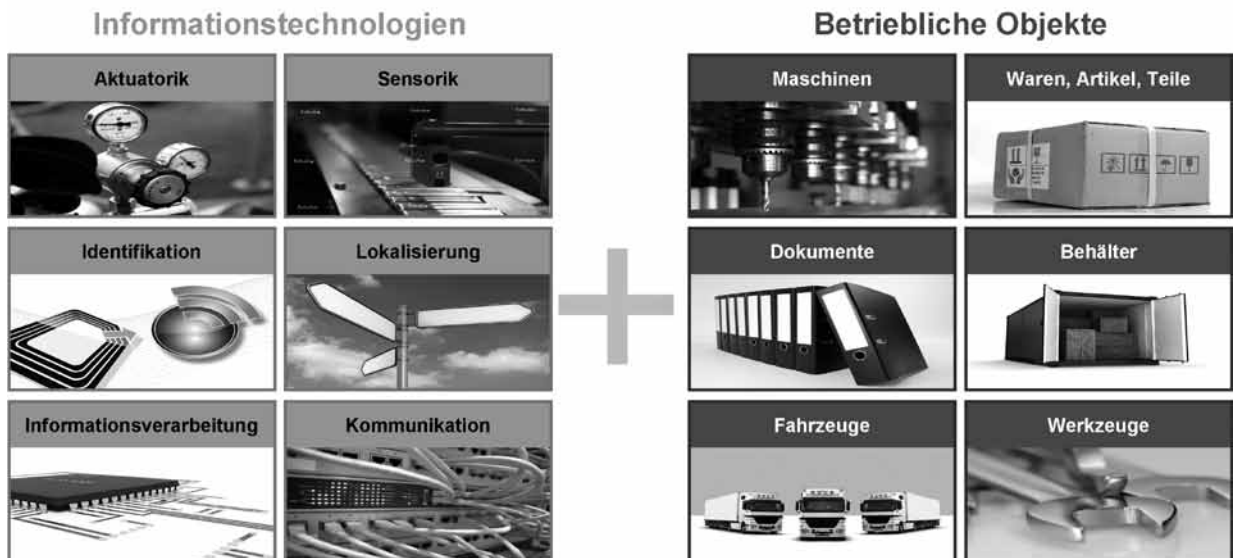 Informationstechnologien
Betriebliche Objekte
Aktuatorik
Sensorik
Maschinen
Waren, Artikel, Teile
Identifikation
Lokalisierung
Dokumente
Behälter
Informationsverarbeitung
Kommunikation
Fahrzeuge
Werkzeuge